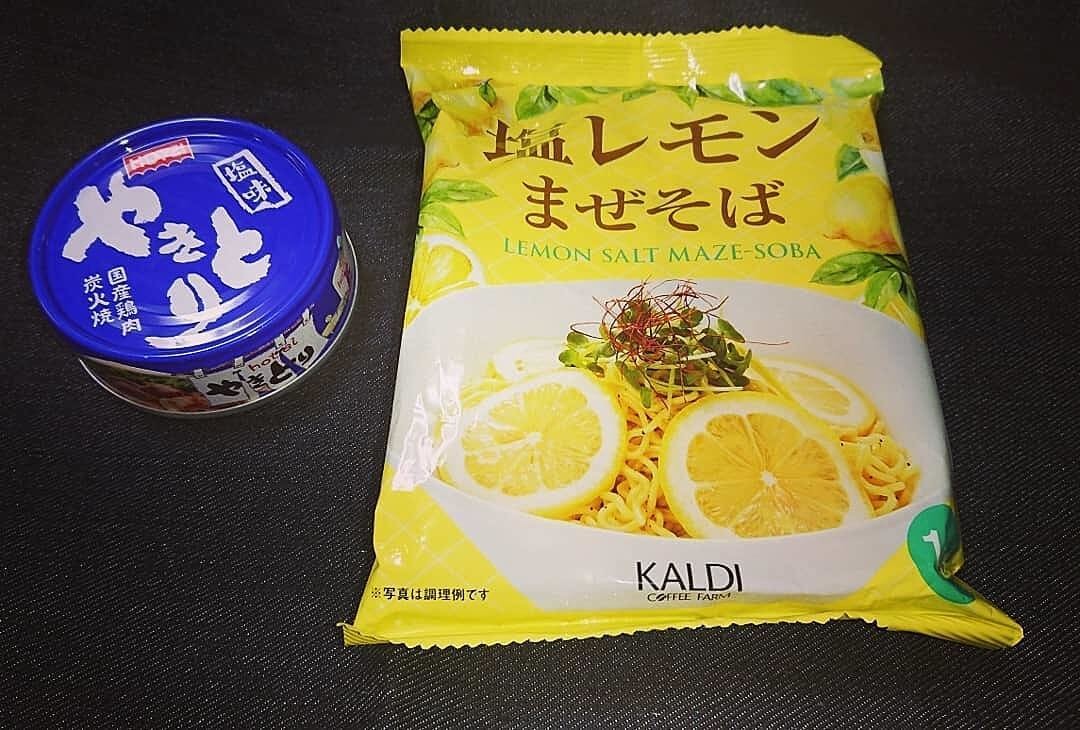 塩味
やきとり
国産鶏肉
炭火焼
hotei
やきとり
塩レモン
まぜそば
LEMON SALT MAZE-SOBA
KALDI
COFFEE FARM
※写真は調理例です
1